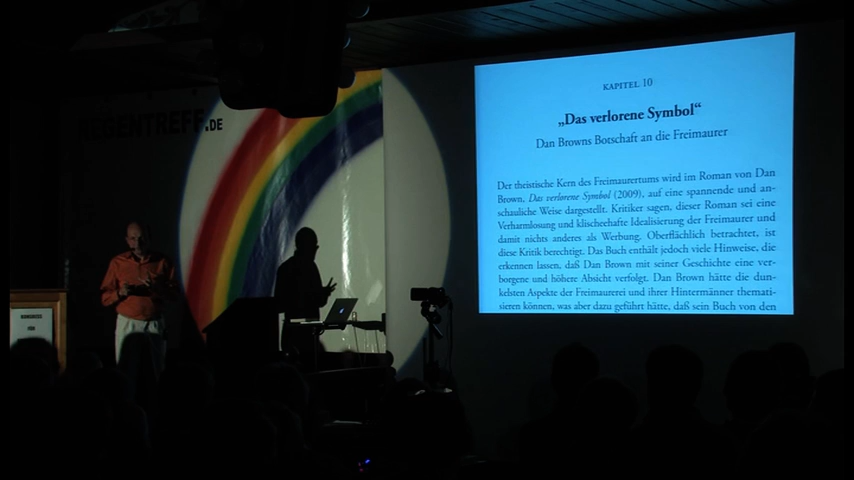 REGENTREFF.DE
KONGRESS
FÜR
KAPITEL 10
„Das verlorene Symbol“
Dan Browns Botschaft an die Freimaurer
Der theistische Kern des Freimaurertums wird im Roman von Dan
Brown, Das verlorene Symbol (2009), auf eine spannende und an-
schauliche Weise dargestellt. Kritiker sagen, dieser Roman sei eine
Verharmlosung und klischeehafte Idealisierung der Freimaurer und
damit nichts anderes als Werbung. Oberflächlich betrachtet, ist
diese Kritik berechtigt. Das Buch enthält jedoch viele Hinweise, die
erkennen lassen, daß Dan Brown mit seiner Geschichte eine ver-
borgene und höhere Absicht verfolgt. Dan Brown hätte die dun-
kelsten Aspekte der Freimaurerei und ihrer Hintermänner themati-
sieren können, was aber dazu geführt hätte, daß sein Buch von den